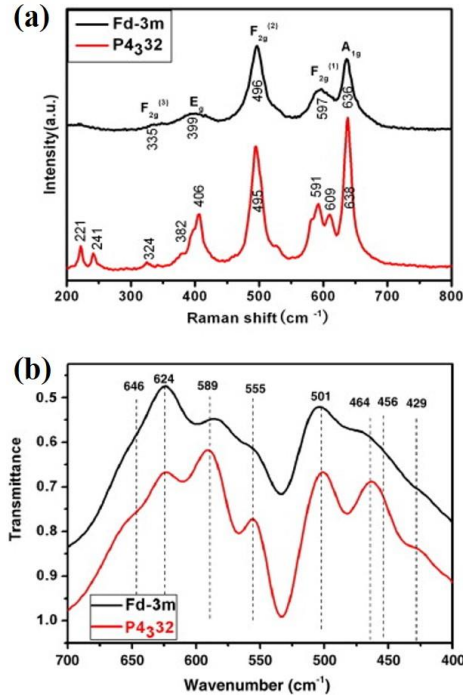 (a)
Fd-3m
P4₃32
F₂g⁽³⁾
E_g
F₂g⁽²⁾
F₂g⁽¹⁾
A₁g
335
399
496
597
636
221
241
324
382
406
495
591
609
638
Intensity(a.u.)
200 300 400 500 600 700 800
Raman shift (cm⁻¹)
(b)
646 624 589 555 501 464 456 429
0.5
0.6
0.7
0.8
0.9
1.0
Transmittance
Fd-3m
P4₃32
700 650 600 550 500 450 400
Wavenumber (cm⁻¹)